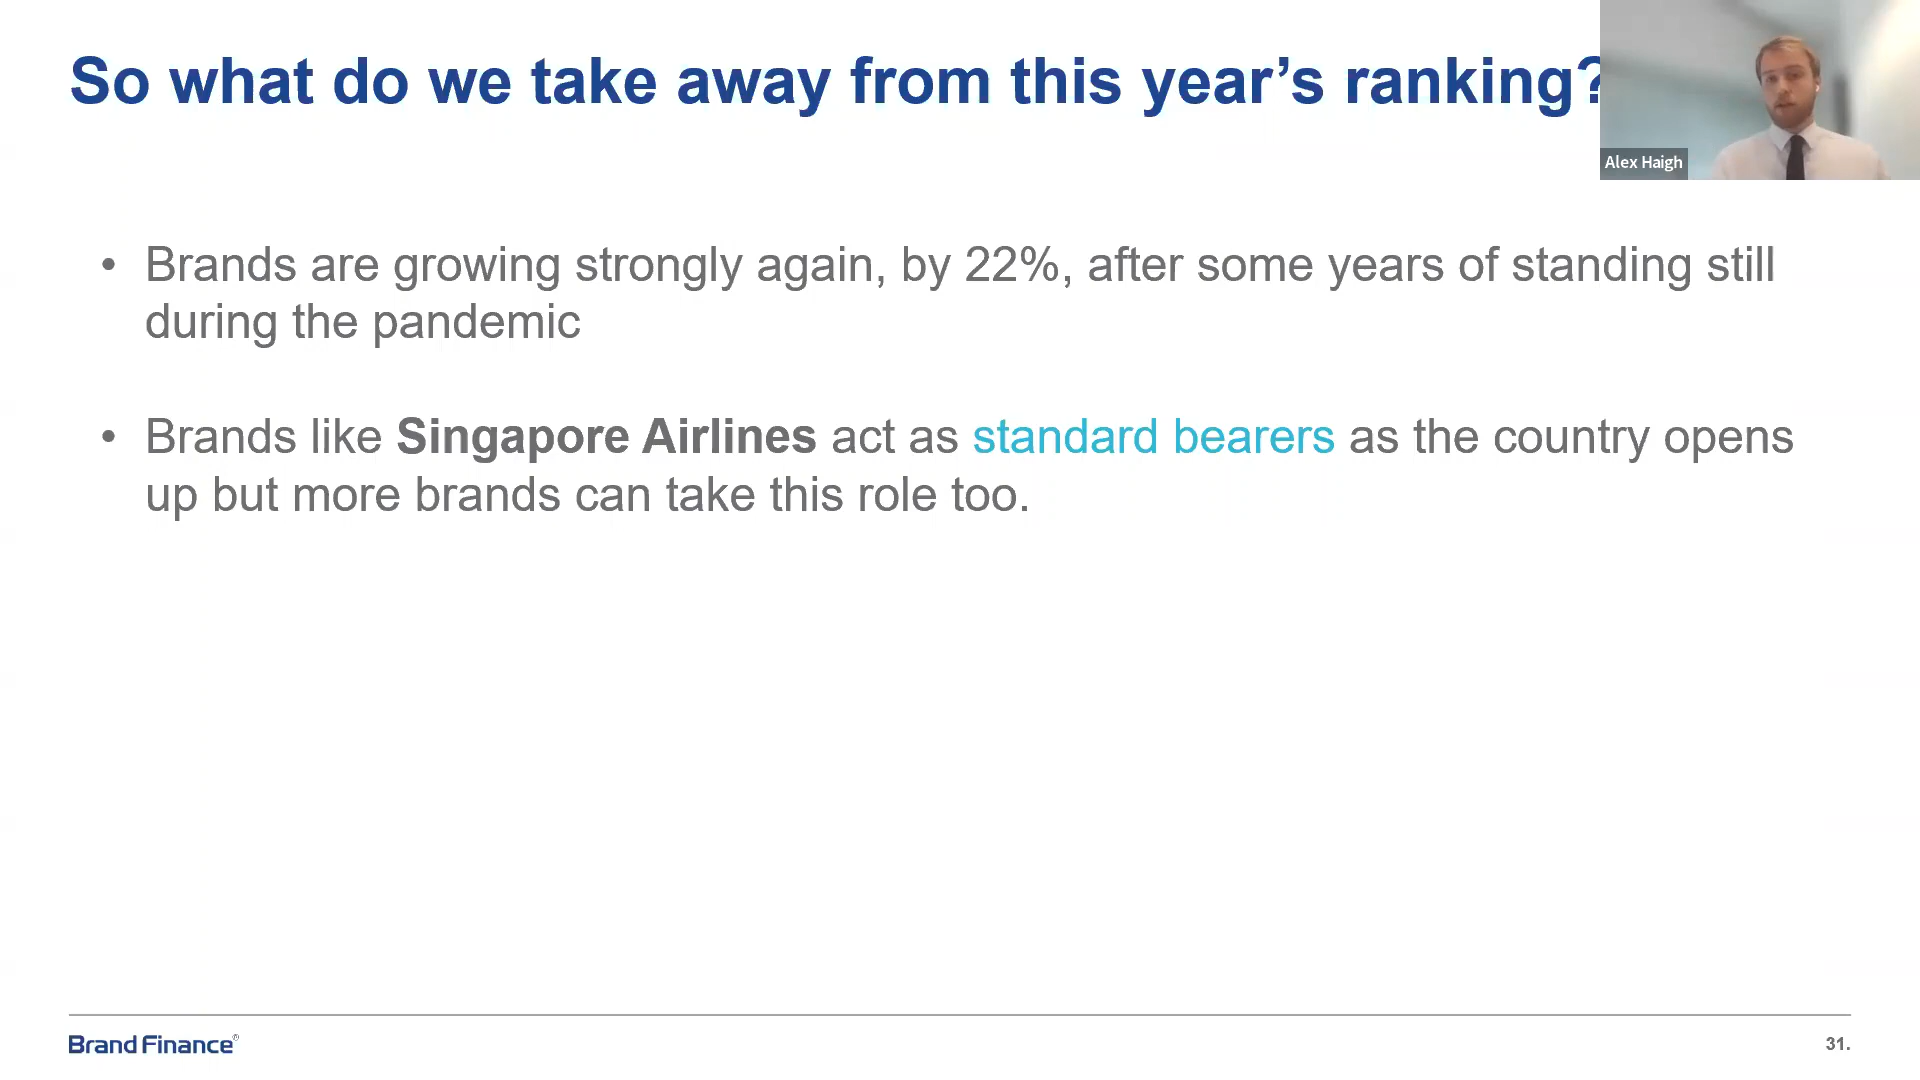 So what do we take away from this year’s ranking?
Alex Haigh
• Brands are growing strongly again, by 22%, after some years of standing still
during the pandemic
• Brands like Singapore Airlines act as standard bearers as the country opens
up but more brands can take this role too.
Brand Finance®
31.